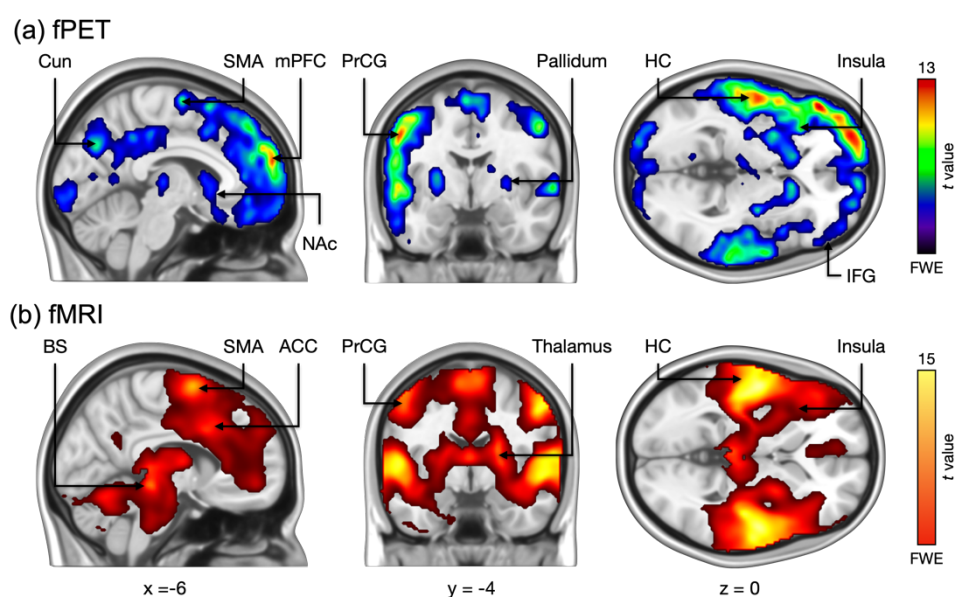 (a) fPET
Cun SMA mPFC PrCG Pallidum HC Insula
13
t value
NAc
IFG
FWE
(b) fMRI
BS SMA ACC PrCG Thalamus HC Insula
15
t value
FWE
x =-6 y = -4 z = 0